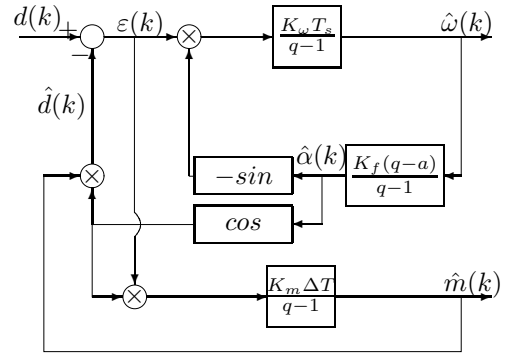 d(k) + ε(k) × K_ω T_s / q−1 ω̂(k)
−
d̂(k)
× −sin α̂(k) K_f(q−a) / q−1
cos
× K_m ΔT / q−1 m̂(k)